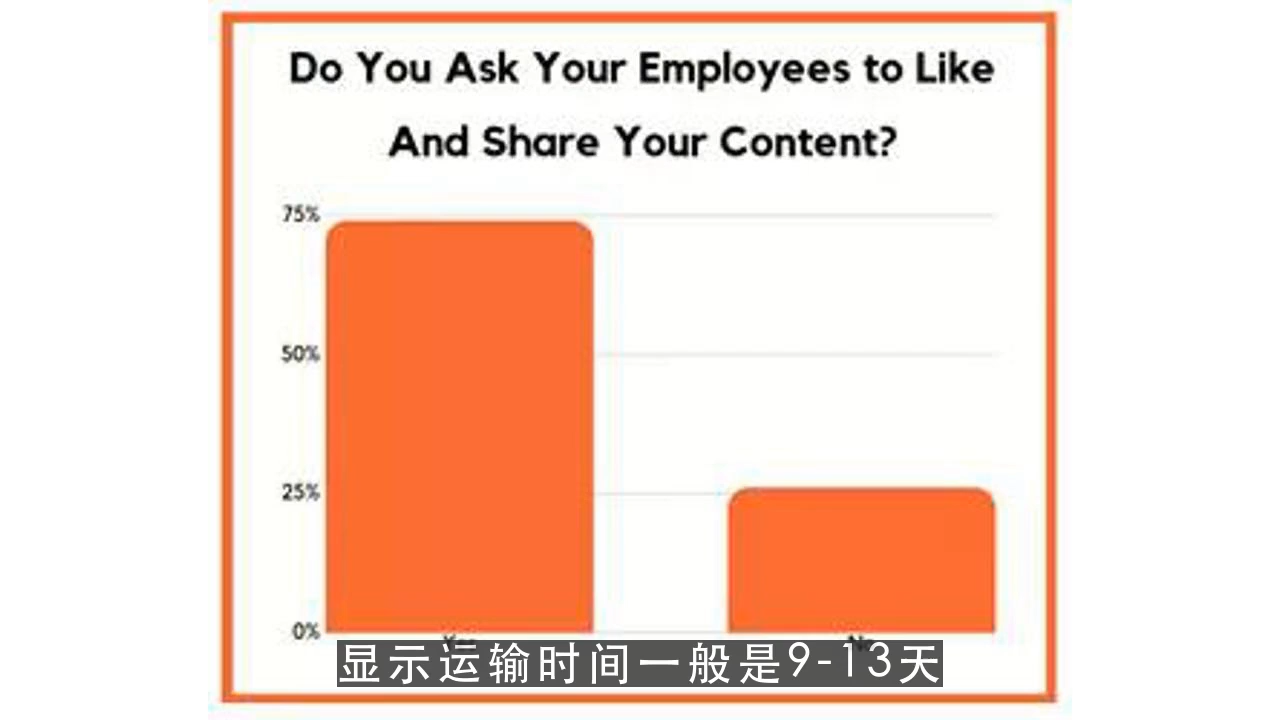 Do You Ask Your Employees to Like
And Share Your Content?
75%
50%
25%
0%
显示运输时间一般是9-13天